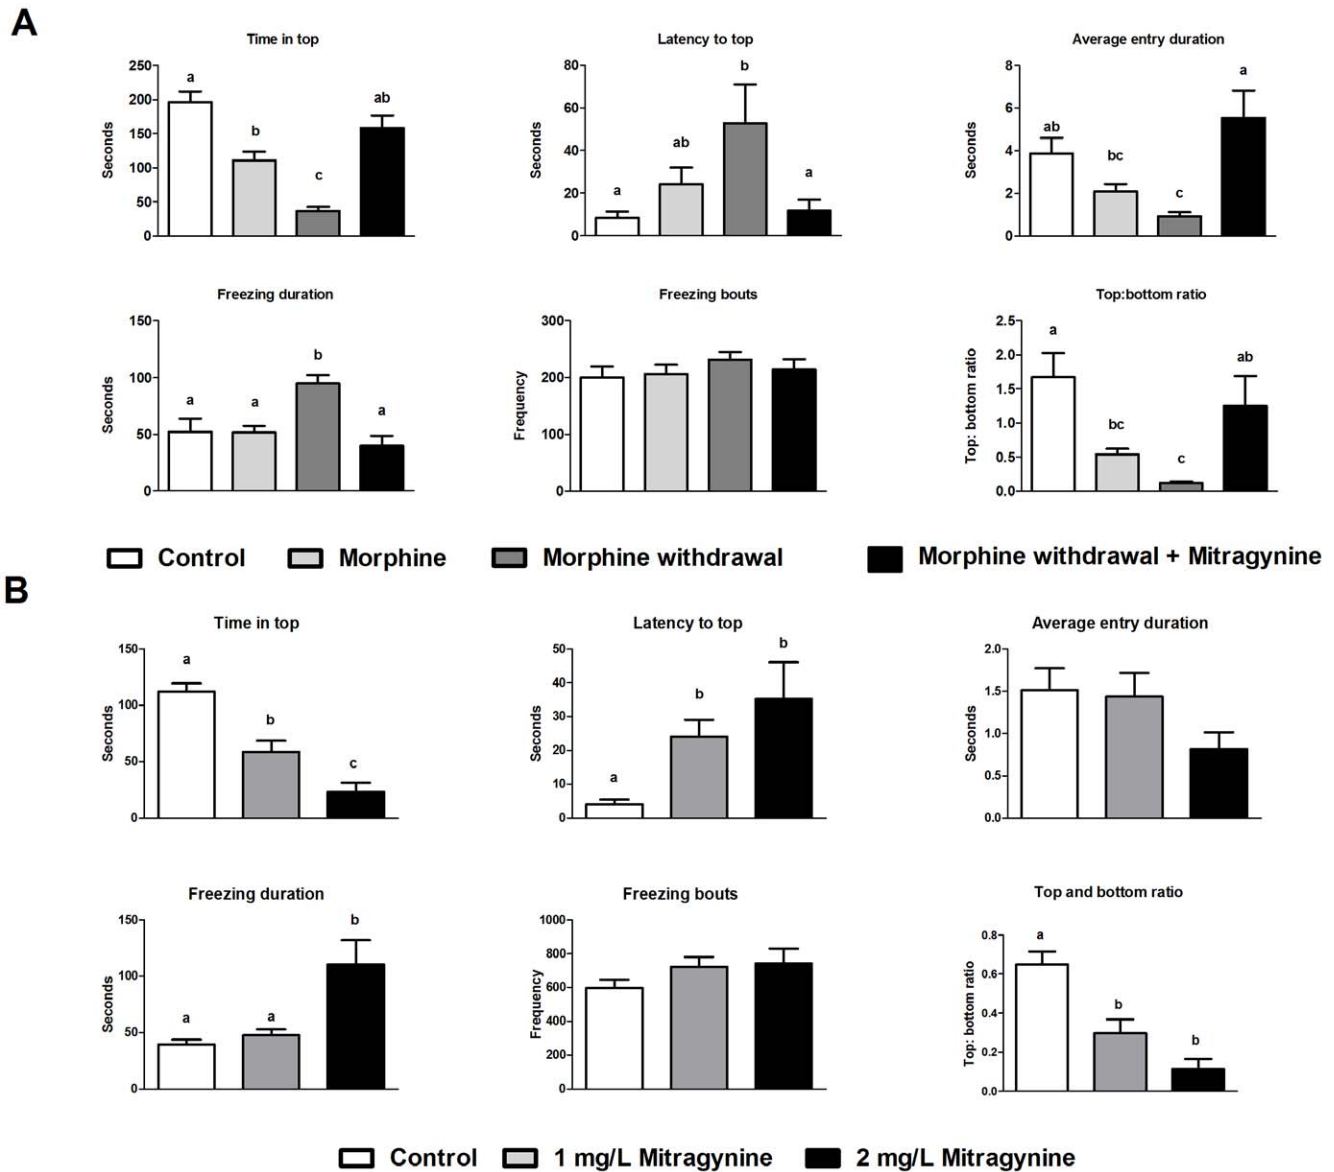 A
Time in top
Seconds
250
200
150
100
50
0
a
b
c
ab
Latency to top
Seconds
80
60
40
20
0
a
ab
b
a
Average entry duration
Seconds
8
6
4
2
0
ab
bc
c
a
Freezing duration
Seconds
150
100
50
0
a
a
b
a
Freezing bouts
Frequency
300
200
100
0
Top:bottom ratio
Top: bottom ratio
2.5
2.0
1.5
1.0
0.5
0.0
a
bc
c
ab
Control Morphine Morphine withdrawal Morphine withdrawal + Mitragynine
B
Time in top
Seconds
150
100
50
0
a
b
c
Latency to top
Seconds
50
40
30
20
10
0
a
b
b
Average entry duration
Seconds
2.0
1.5
1.0
0.5
0.0
Freezing duration
Seconds
150
100
50
0
a
a
b
Freezing bouts
Frequency
1000
800
600
400
200
0
Top and bottom ratio
Top: bottom ratio
0.8
0.6
0.4
0.2
0.0
a
b
b
Control 1 mg/L Mitragynine 2 mg/L Mitragynine